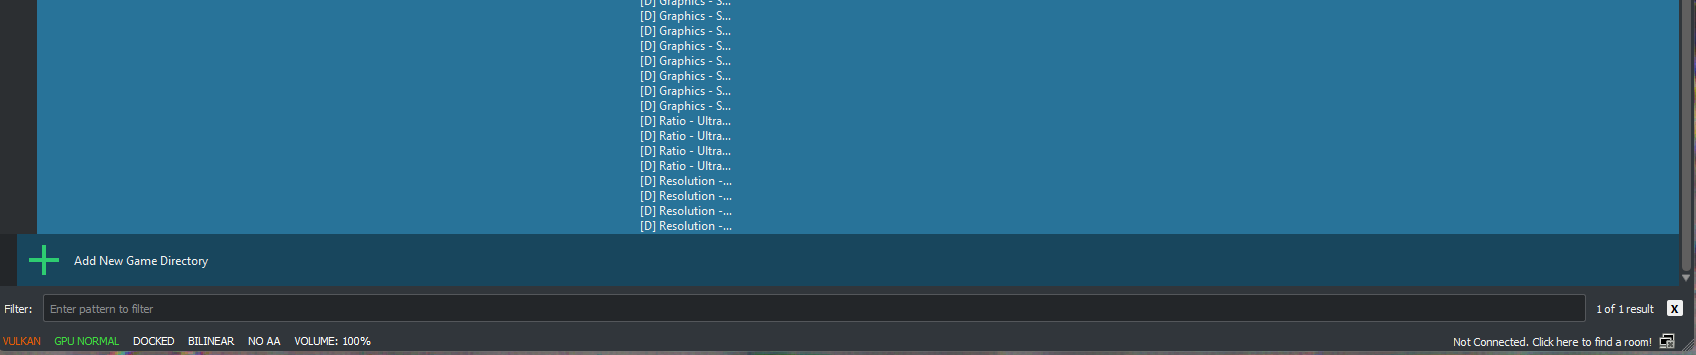 [D] Graphics - S...
[D] Graphics - S...
[D] Graphics - S...
[D] Graphics - S...
[D] Graphics - S...
[D] Graphics - S...
[D] Graphics - S...
[D] Graphics - S...
[D] Ratio - Ultra...
[D] Ratio - Ultra...
[D] Ratio - Ultra...
[D] Ratio - Ultra...
[D] Resolution -...
[D] Resolution -...
[D] Resolution -...
[D] Resolution -...
Add New Game Directory
Filter: Enter pattern to filter 1 of 1 result X
VULKAN GPU NORMAL DOCKED BILINEAR NO AA VOLUME: 100% Not Connected. Click here to find a room!